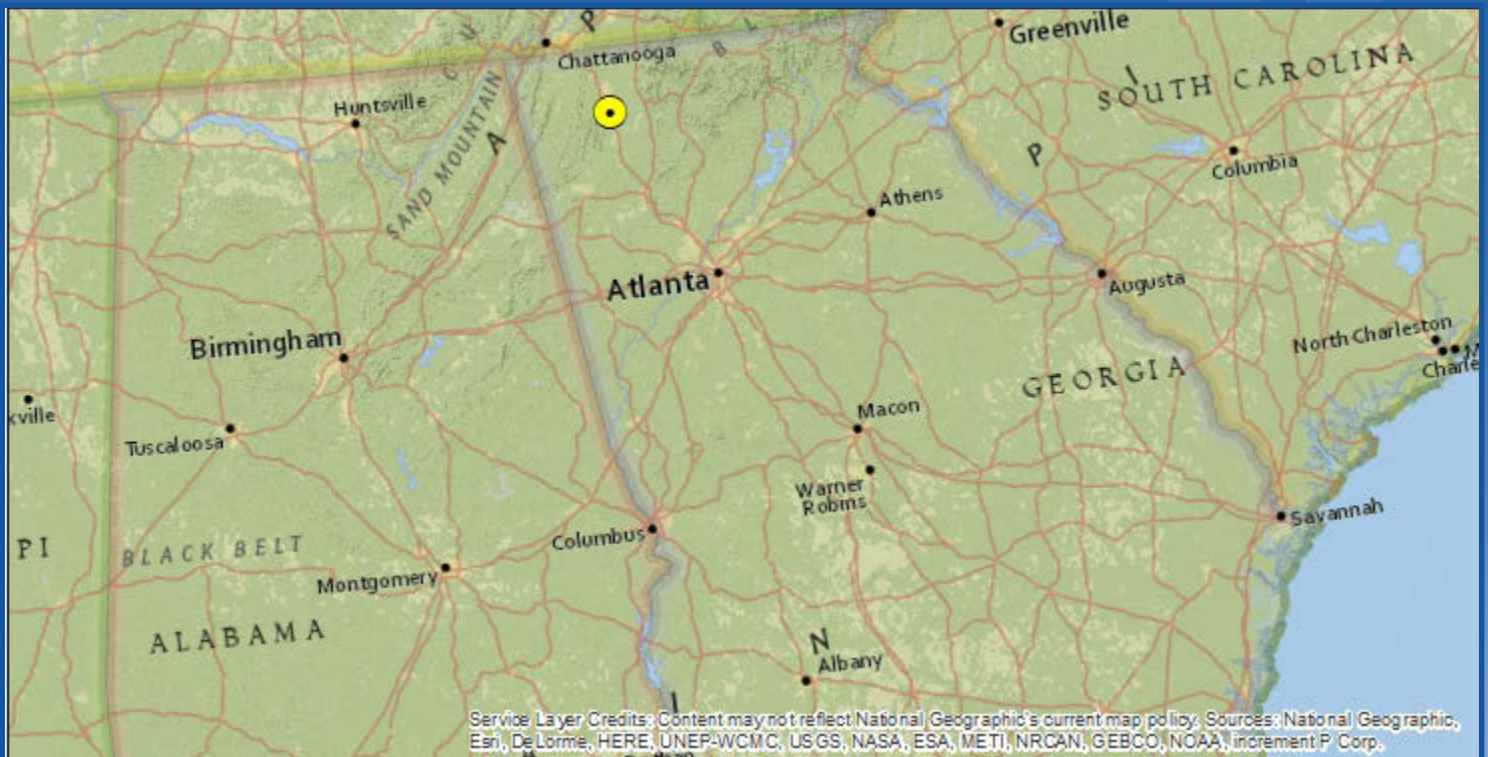 Greenville
Chattanooga
SOUTH CAROLINA
Huntsville
SAND MOUNTAIN
Columbia
Athens
Atlanta
Augusta
Birmingham
North Charleston
Charle
GEORGIA
kville
Macon
Tuscaloosa
Warner
Robins
Savannah
Columbus
PI
BLACK BELT
Montgomery
ALABAMA
Albany
Service Layer Credits: Content may not reflect National Geographic's current map policy. Sources: National Geographic,
Esri, DeLorme, HERE, UNEP-WCMC, USGS, NASA, ESA, METI, NRCAN, GEBCO, NOAA, increment P Corp.